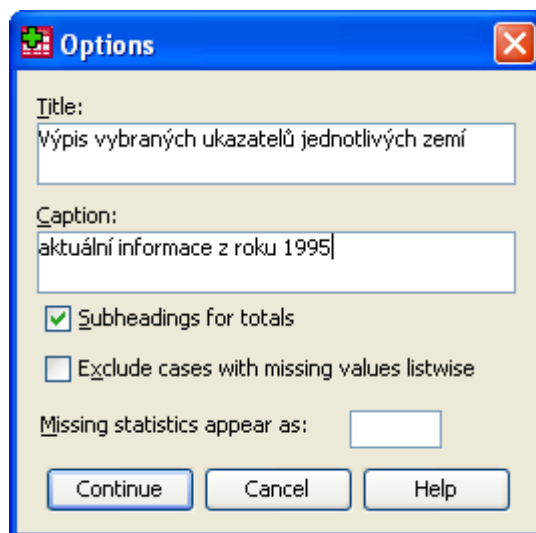 Options
Title:
Výpis vybraných ukazatelů jednotlivých zemí
Caption:
aktuální informace z roku 1995
Subheadings for totals
Exclude cases with missing values listwise
Missing statistics appear as:
Continue Cancel Help